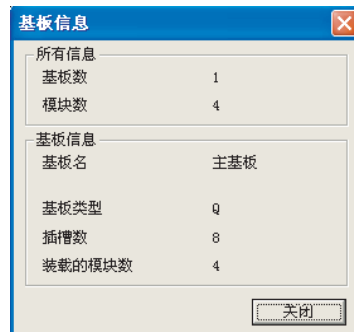 基板信息
所有信息
基板数 1
模块数 4
基板信息
基板名 主基板
基板类型 Q
插槽数 8
装载的模块数 4
关闭